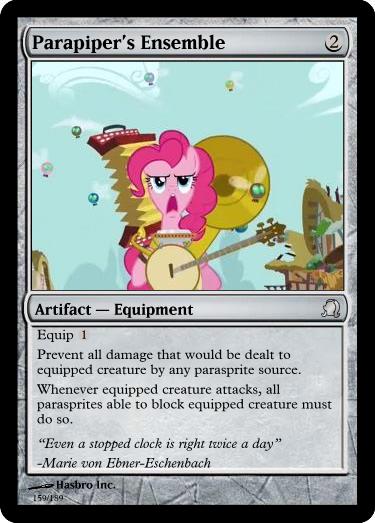 Parapiper's Ensemble 2
Artifact — Equipment
Equip 1
Prevent all damage that would be dealt to
equipped creature by any parasprite source.
Whenever equipped creature attacks, all
parasprites able to block equipped creature must
do so.
“Even a stopped clock is right twice a day”
-Marie von Ebner-Eschenbach
Hasbro Inc.
159/189